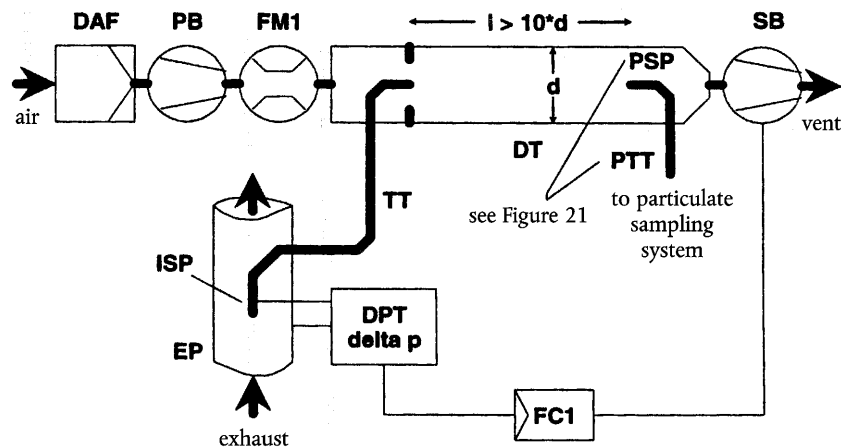 l > 10*d
DAF
PB
FM1
SB
d
PSP
air
vent
DT
PTT
TT
see Figure 21
to particulate
sampling
system
ISP
DPT
delta p
EP
FC1
exhaust